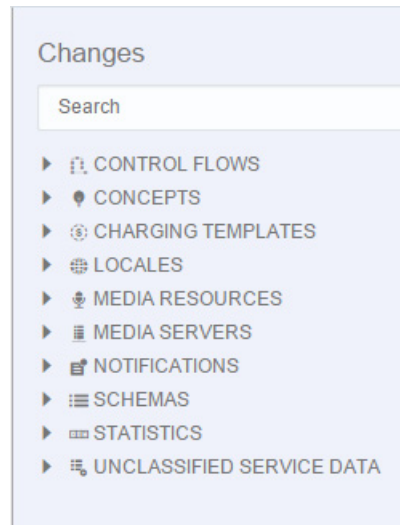 Changes
Search
CONTROL FLOWS
CONCEPTS
CHARGING TEMPLATES
LOCALES
MEDIA RESOURCES
MEDIA SERVERS
NOTIFICATIONS
SCHEMAS
STATISTICS
UNCLASSIFIED SERVICE DATA